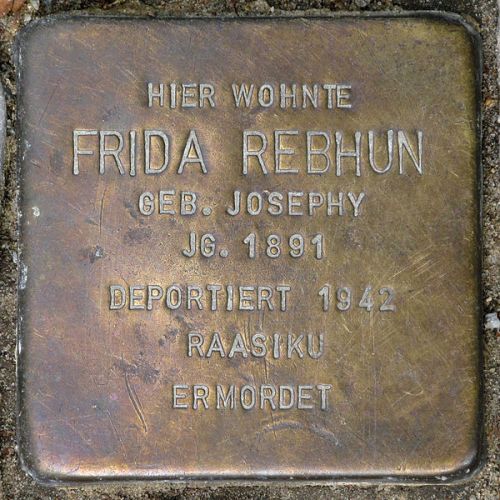 HIER WOHNTE
FRIDA REBHUN
GEB. JOSEPHY
JG. 1891
DEPORTIERT 1942
RAASIKU
ERMORDET